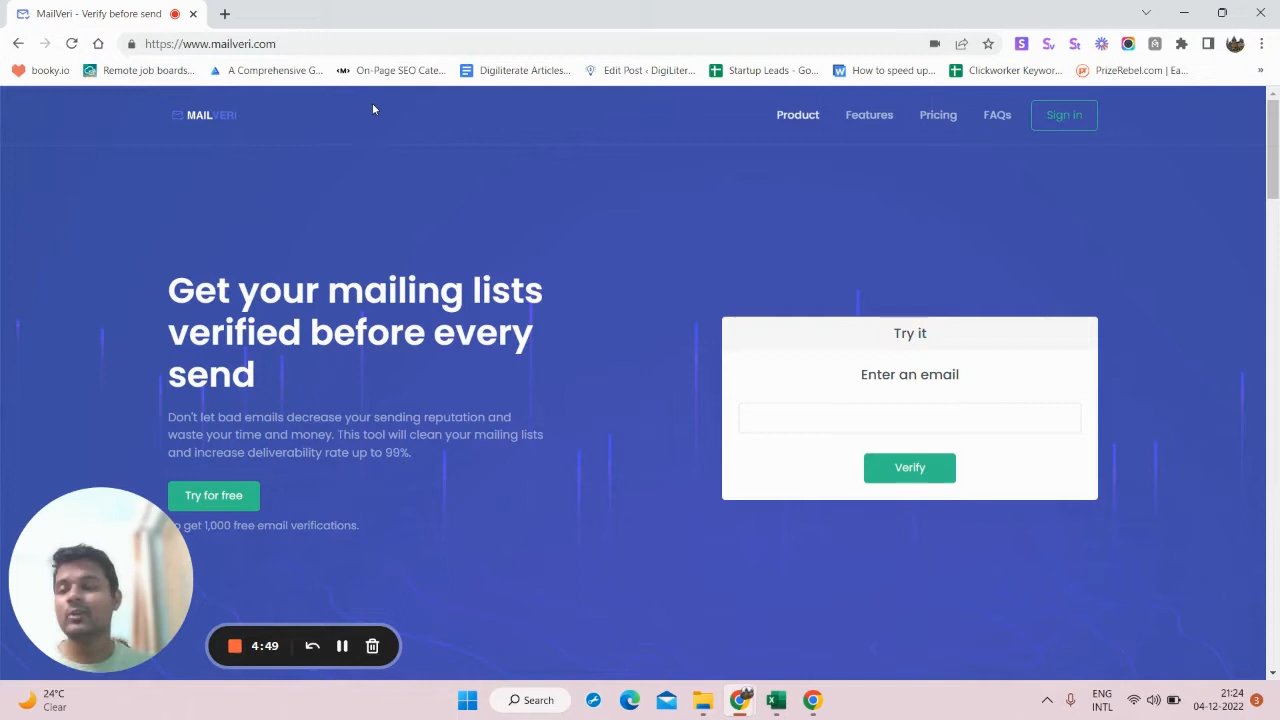 MailVeri - Verify before send
https://www.mailveri.com
booky.io
Remote job boards...
A Comprehensive G...
On-Page SEO Cate...
Digiliterate Articles...
Edit Post ‹ DigiLiter...
Startup Leads - Go...
How to speed up...
Clickworker Keywor...
PrizeRebel.com | Ea...
»
MAILVERI
Product
Features
Pricing
FAQs
Sign in
Get your mailing lists
verified before every
send
Don't let bad emails decrease your sending reputation and
waste your time and money. This tool will clean your mailing lists
and increase deliverability rate up to 99%.
Try for free
get 1,000 free email verifications.
Try it
Enter an email
Verify
4:49
24°C
Clear
Search
ENG
INTL
21:24
04-12-2022
3